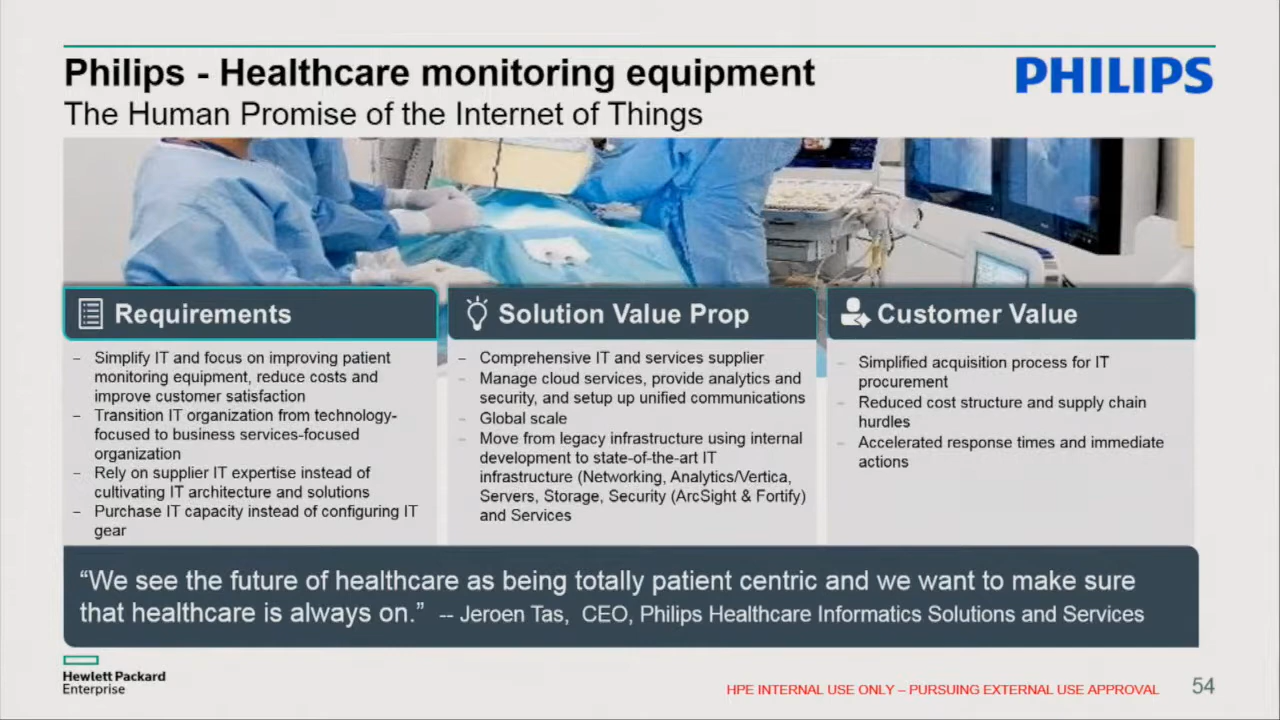 Philips - Healthcare monitoring equipment
PHILIPS
The Human Promise of the Internet of Things
Requirements
– Simplify IT and focus on improving patient
monitoring equipment, reduce costs and
improve customer satisfaction
– Transition IT organization from technology-
focused to business services-focused
organization
– Rely on supplier IT expertise instead of
cultivating IT architecture and solutions
– Purchase IT capacity instead of configuring IT
gear
Solution Value Prop
– Comprehensive IT and services supplier
– Manage cloud services, provide analytics and
security, and setup up unified communications
– Global scale
– Move from legacy infrastructure using internal
development to state-of-the-art IT
infrastructure (Networking, Analytics/Vertica,
Servers, Storage, Security (ArcSight & Fortify)
and Services
Customer Value
– Simplified acquisition process for IT
procurement
– Reduced cost structure and supply chain
hurdles
– Accelerated response times and immediate
actions
“We see the future of healthcare as being totally patient centric and we want to make sure
that healthcare is always on.” -- Jeroen Tas, CEO, Philips Healthcare Informatics Solutions and Services
Hewlett Packard
Enterprise
HPE INTERNAL USE ONLY – PURSUING EXTERNAL USE APPROVAL
54